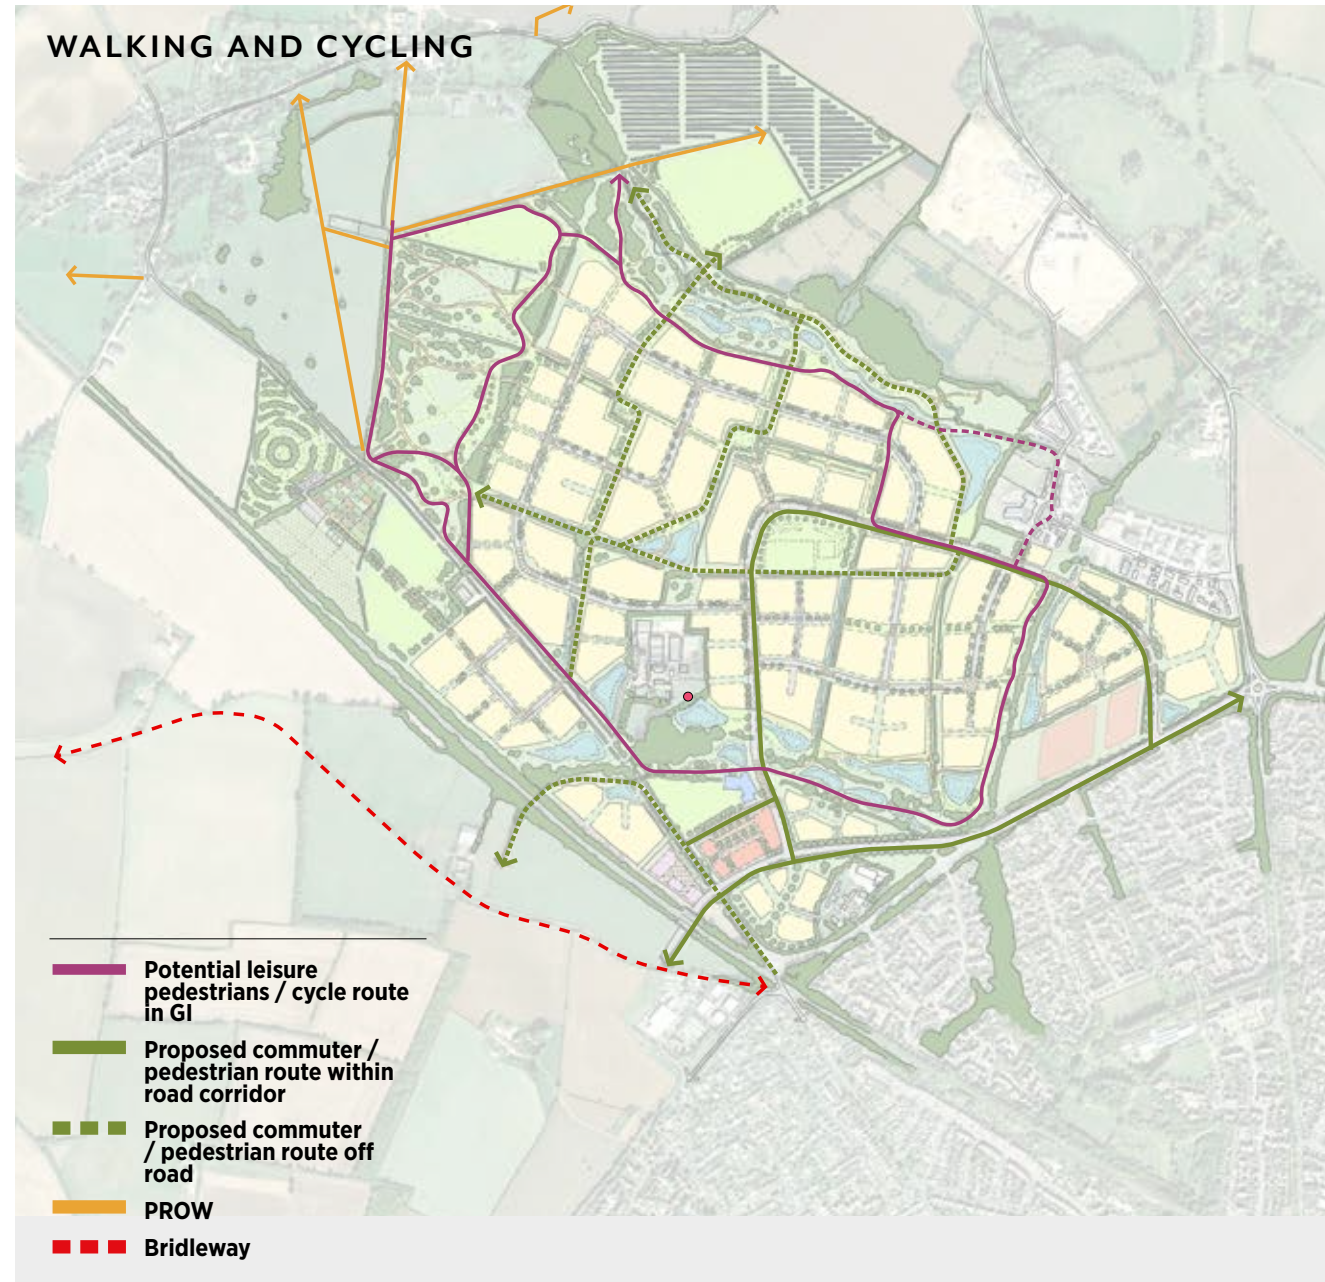 WALKING AND CYCLING
Potential leisure
pedestrians / cycle route
in GI
Proposed commuter /
pedestrian route within
road corridor
Proposed commuter
/ pedestrian route off
road
PROW
Bridleway